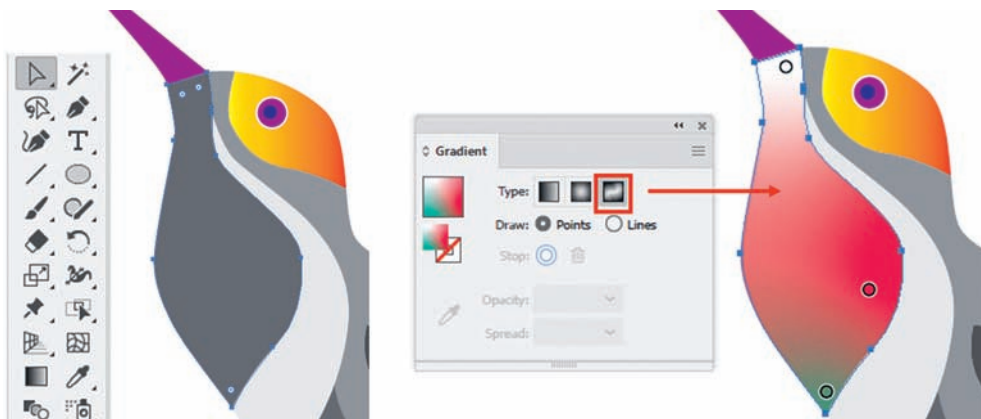 Gradient
Type:
Draw: Points Lines
Stop:
Opacity:
Spread: